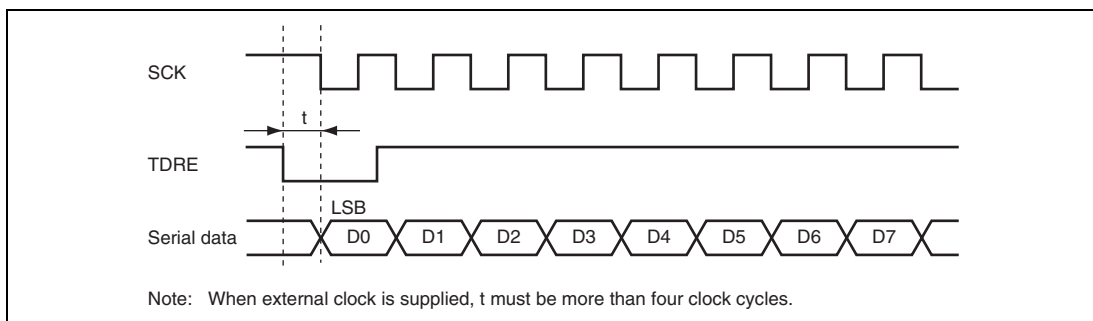 SCK
t
TDRE
LSB
Serial data D0 D1 D2 D3 D4 D5 D6 D7
Note: When external clock is supplied, t must be more than four clock cycles.